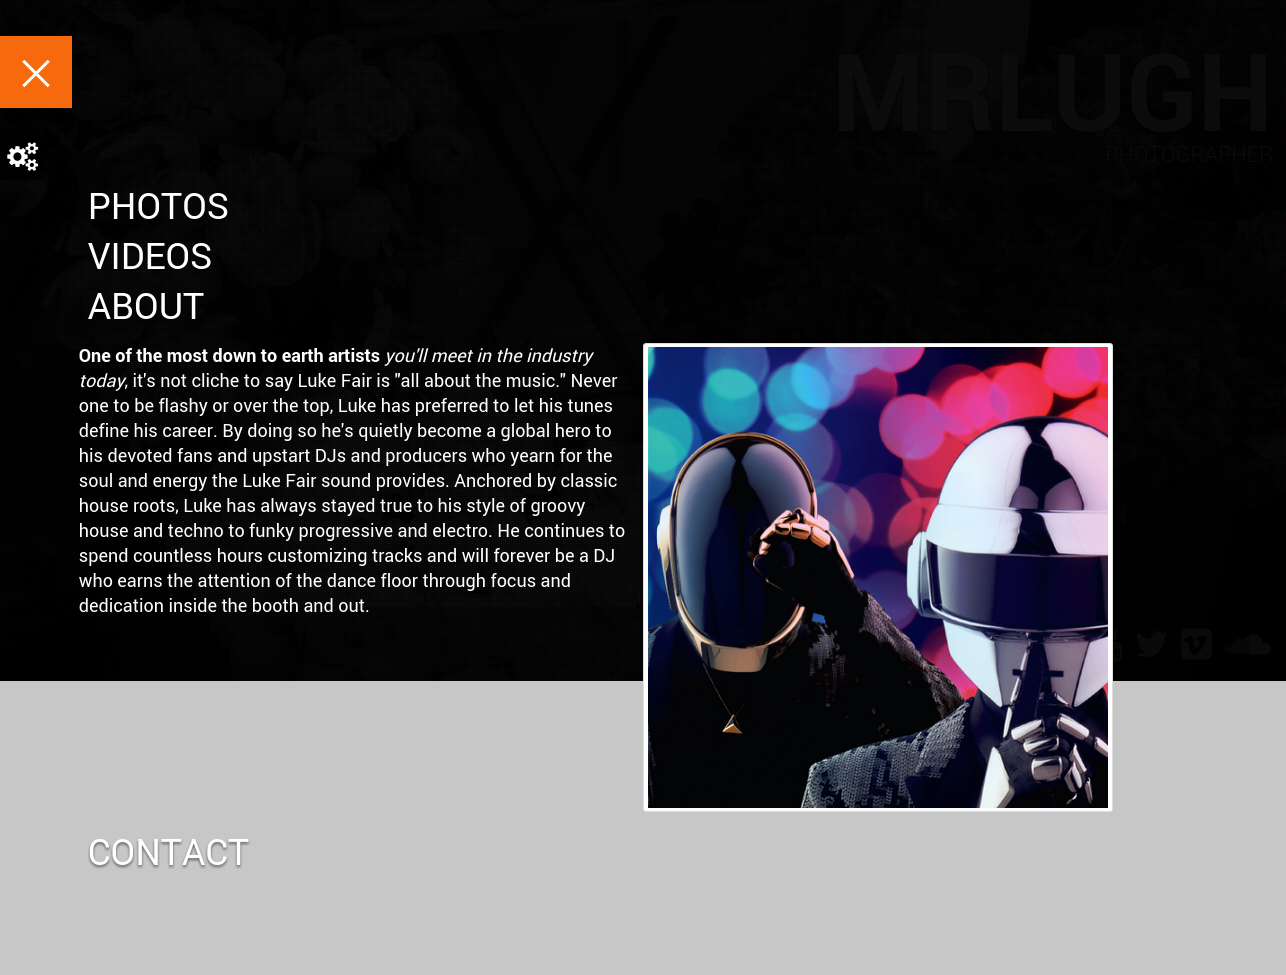 MRLUGH
PHOTOGRAPHER
PHOTOS
VIDEOS
ABOUT
One of the most down to earth artists you'll meet in the industry
today, it's not cliche to say Luke Fair is "all about the music." Never
one to be flashy or over the top, Luke has preferred to let his tunes
define his career. By doing so he's quietly become a global hero to
his devoted fans and upstart DJs and producers who yearn for the
soul and energy the Luke Fair sound provides. Anchored by classic
house roots, Luke has always stayed true to his style of groovy
house and techno to funky progressive and electro. He continues to
spend countless hours customizing tracks and will forever be a DJ
who earns the attention of the dance floor through focus and
dedication inside the booth and out.
CONTACT